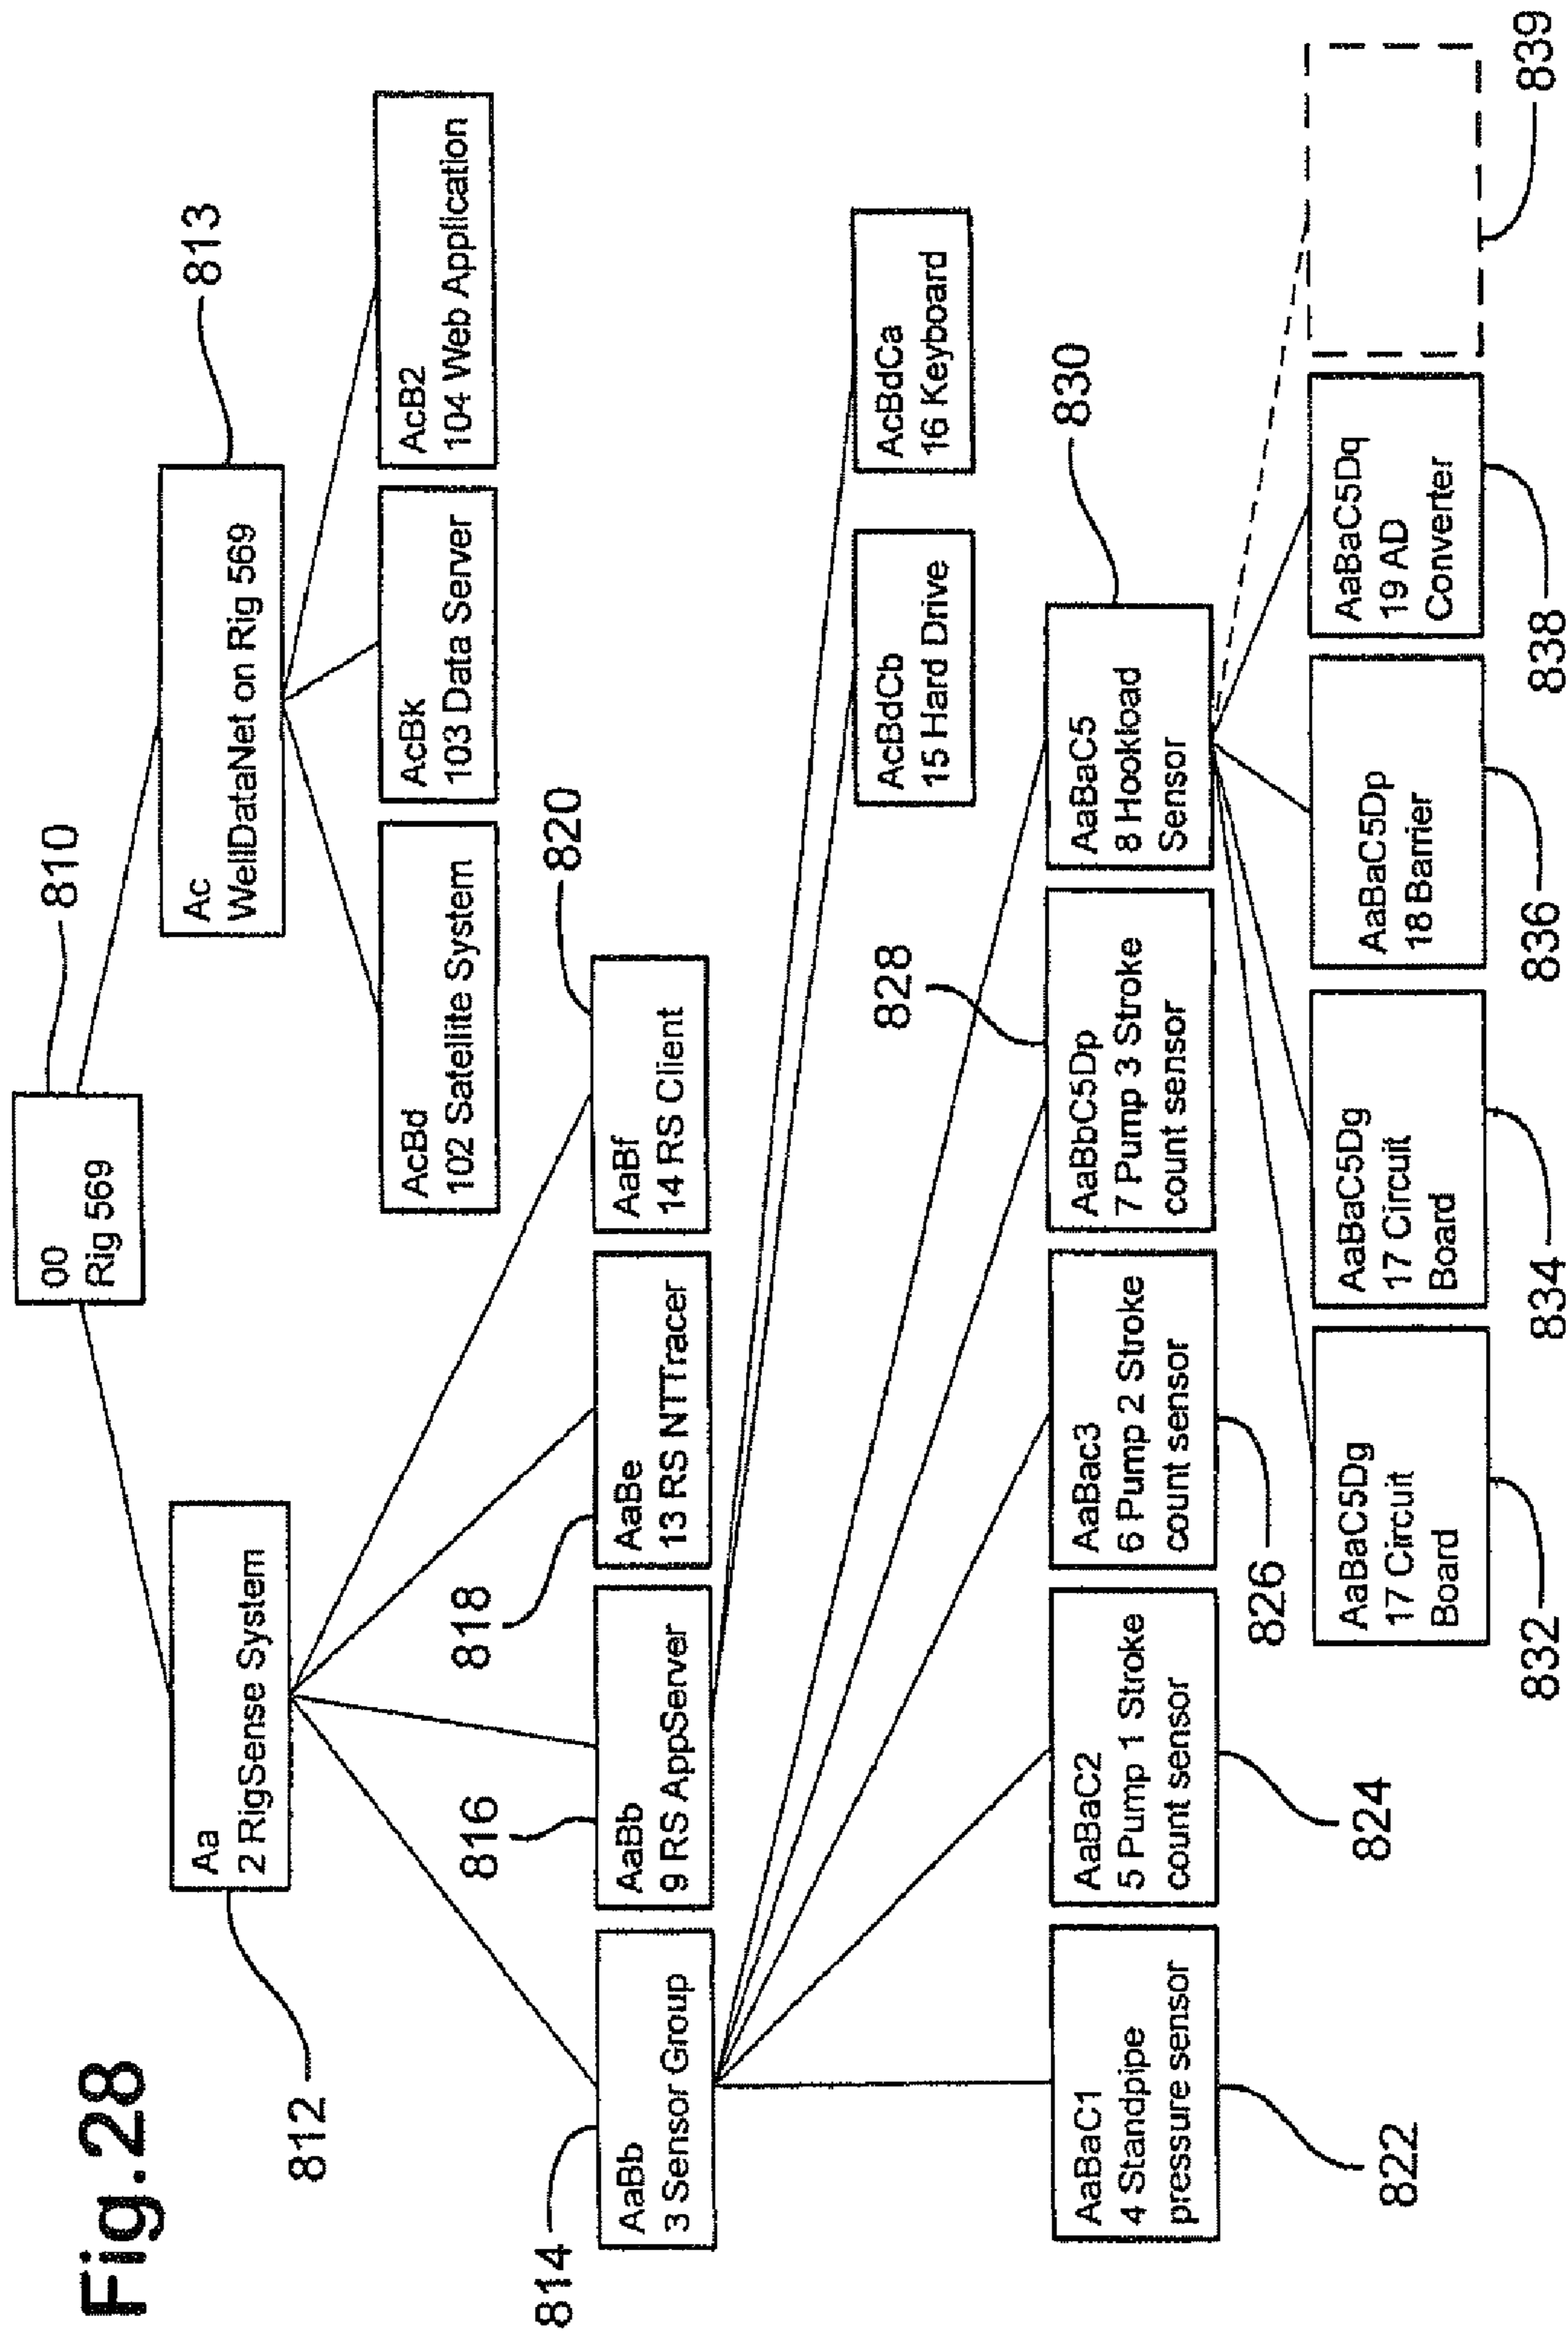 Fig.28
810
00
Rig 569
812
Aa
2 RigSense System
813
Ac
WellDataNet on Rig 569
AcBd
102 Satellite System
AcBk
103 Data Server
AcB2
104 Web Application
814
AaBb
3 Sensor Group
816
AaBb
9 RS AppServer
818
AaBe
13 RS NTTracer
820
AaBf
14 RS Client
AcBdCb
15 Hard Drive
AcBdCa
16 Keyboard
AaBaC1
4 Standpipe
pressure sensor
822
AaBaC2
5 Pump 1 Stroke
count sensor
824
AaBac3
6 Pump 2 Stroke
count sensor
826
828
AaBbC5Dp
7 Pump 3 Stroke
count sensor
830
AaBaC5
8 Hookload
Sensor
AaBaC5Dg
17 Circuit
Board
832
AaBaC5Dg
17 Circuit
Board
834
AaBaC5Dp
18 Barrier
836
AaBaC5Dq
19 AD
Converter
838
839